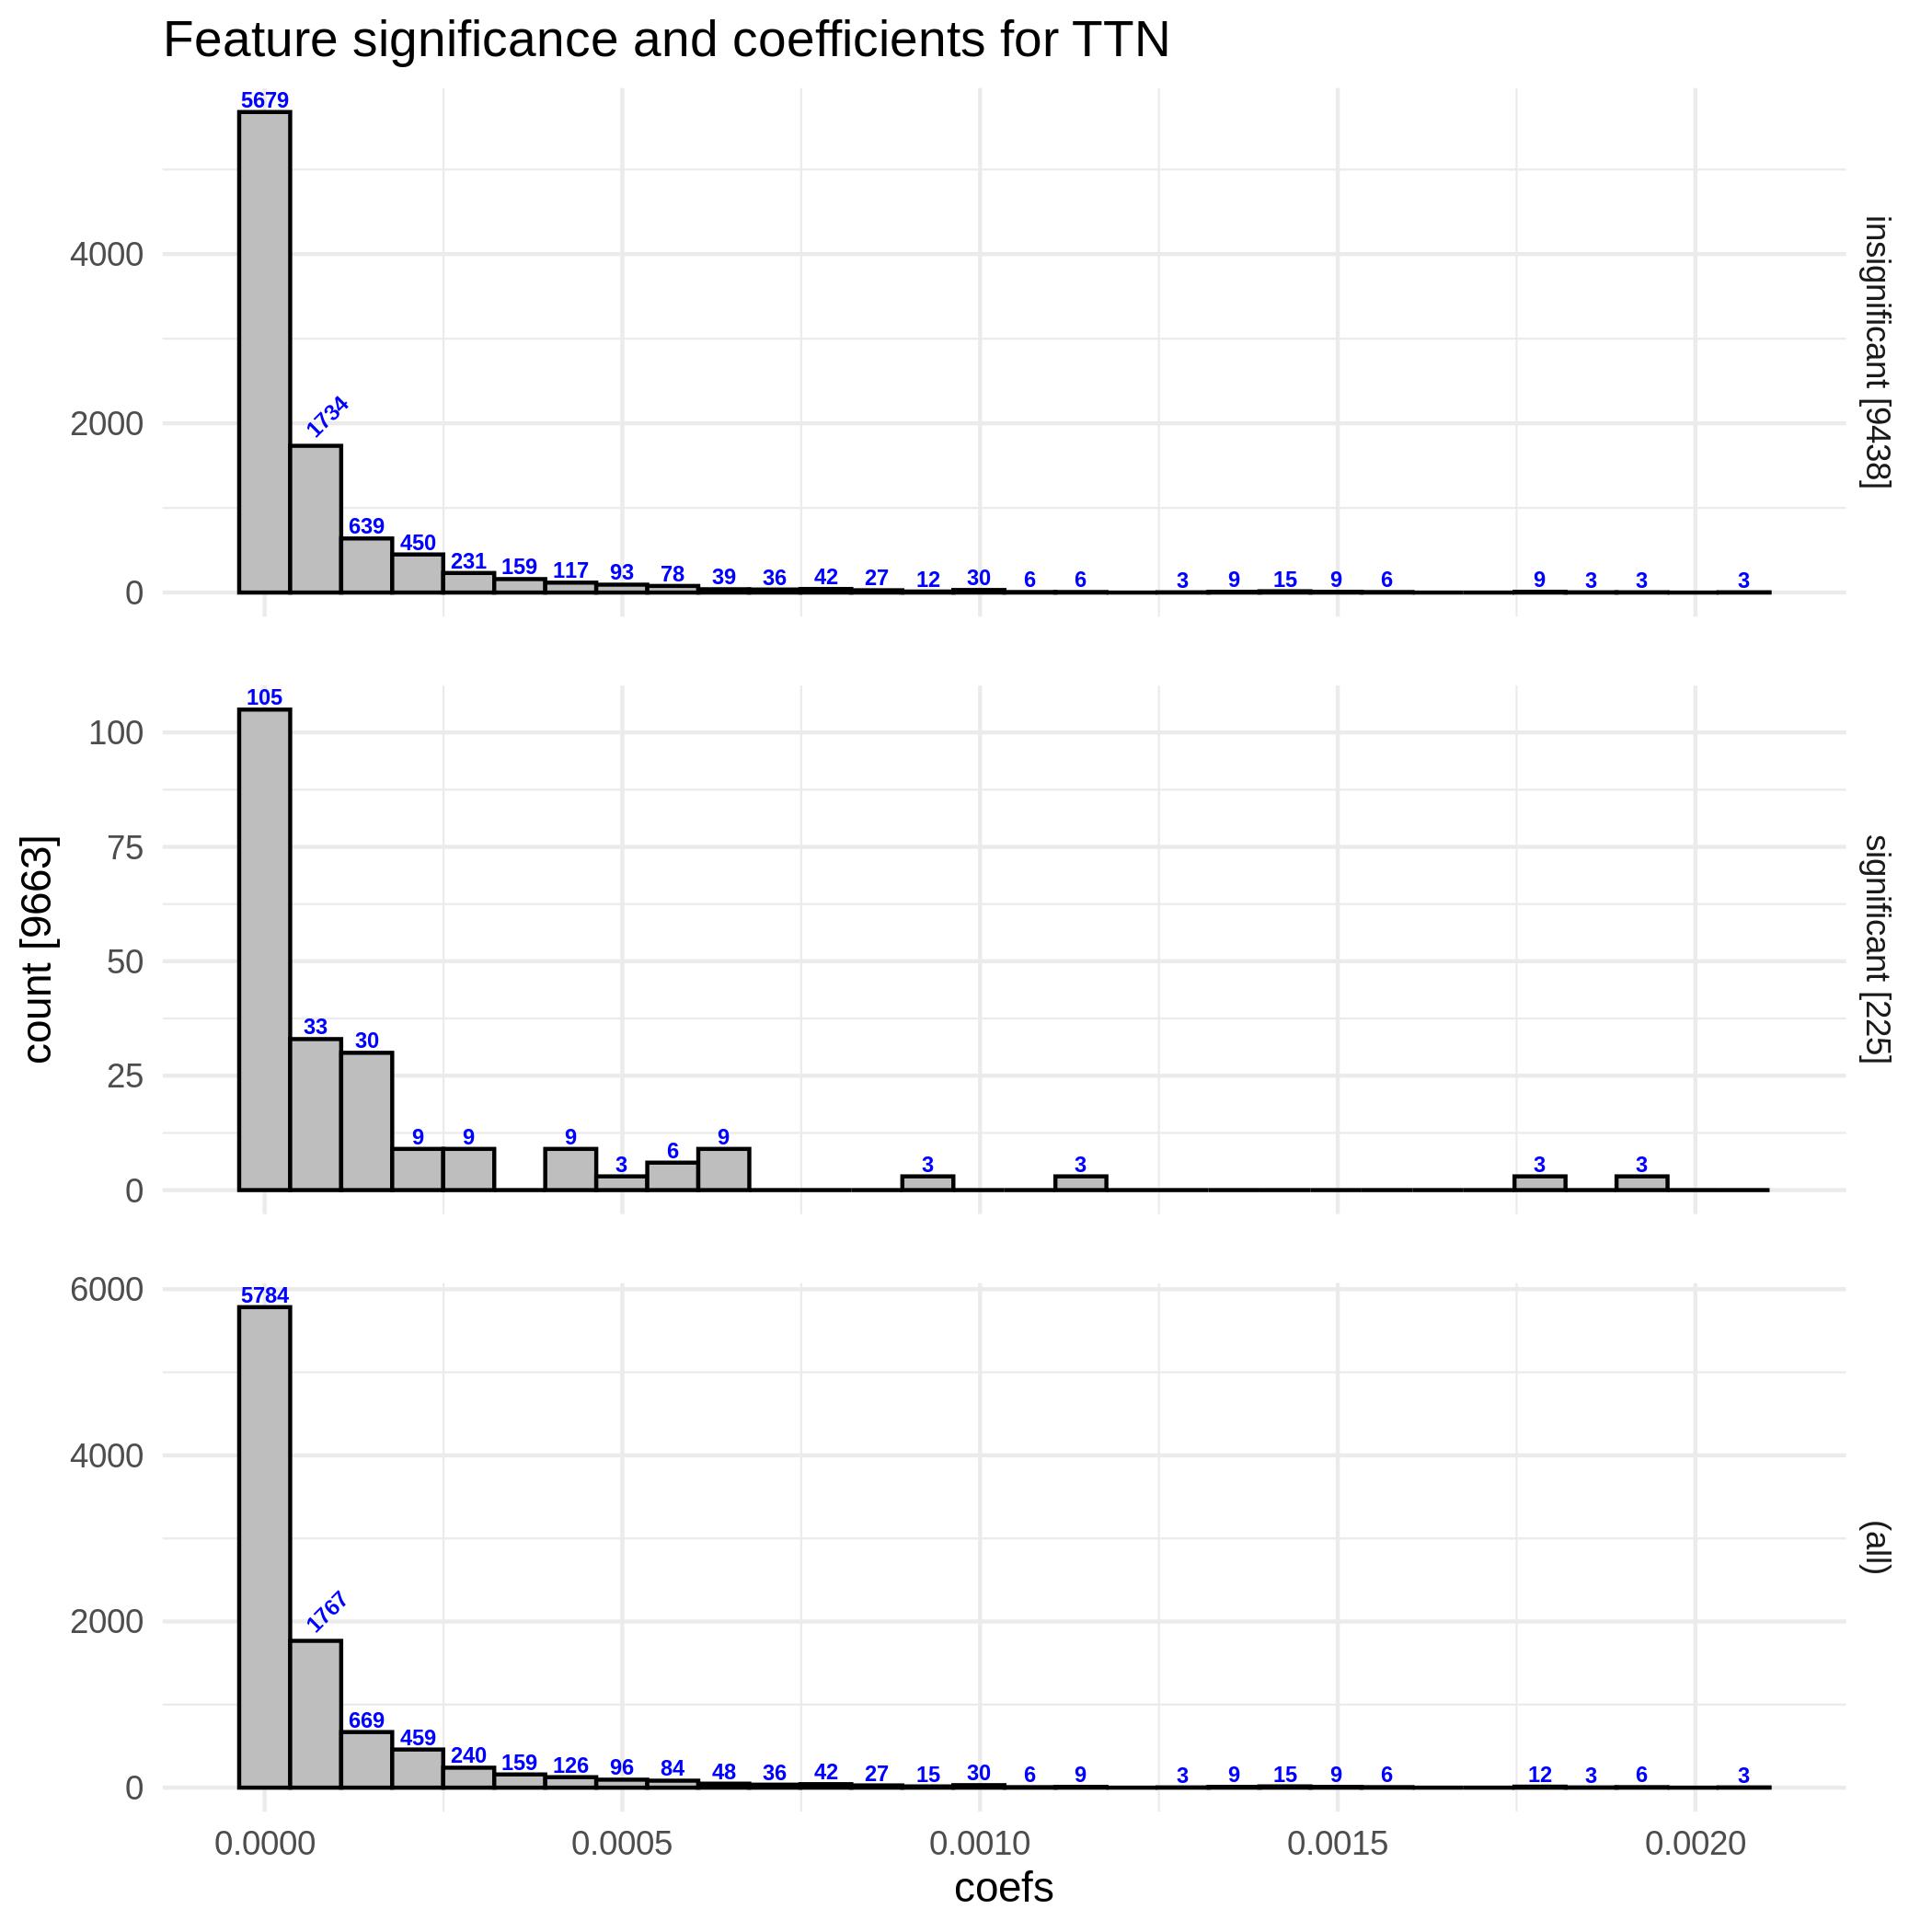 Feature significance and coefficients for TTN
5679
1734
639 450 231 159 117 93 78 39 36 42 27 12 30 6 6 3 9 15 9 6 9 3 3 3
4000
2000
0
insignificant [9438]
105
33 30 9 9 9 3 6 9 3 3 3 3
100
75
50
25
0
significant [225]
count [9663]
5784
1767
669 459 240 159 126 96 84 48 36 42 27 15 30 6 9 3 9 15 9 6 12 3 6 3
6000
4000
2000
0
(all)
0.0000 0.0005 0.0010 0.0015 0.0020
coefs